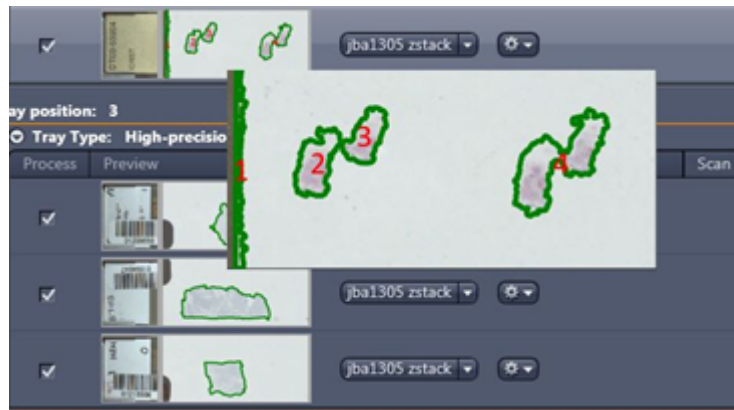 jba1305 zstack
ay position: 3
Tray Type: High-precisio
Process Preview Scan
1 2 3 4
jba1305 zstack
jba1305 zstack